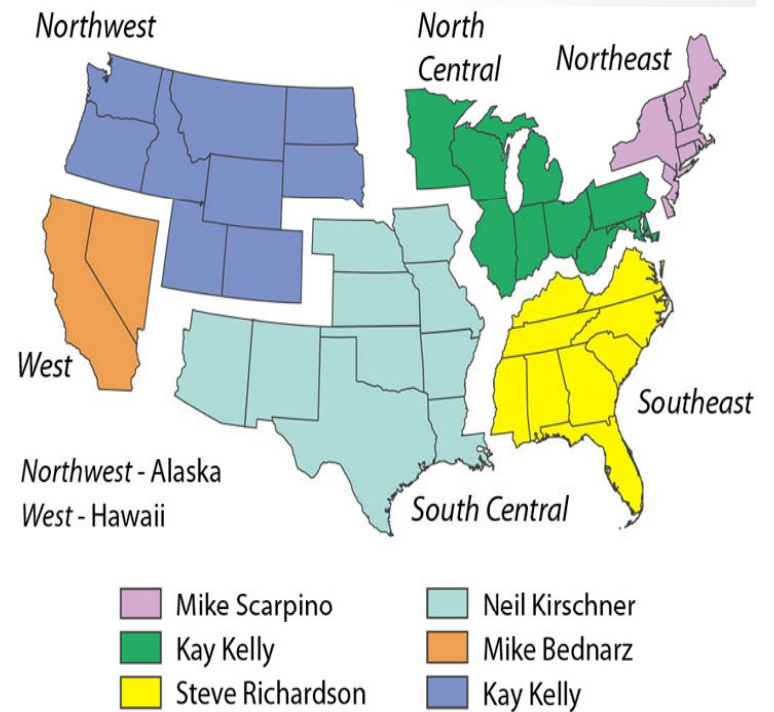 Northwest
North
Central
Northeast
West
Southeast
Northwest - Alaska
West - Hawaii
South Central
Mike Scarpino
Kay Kelly
Steve Richardson
Neil Kirschner
Mike Bednarz
Kay Kelly